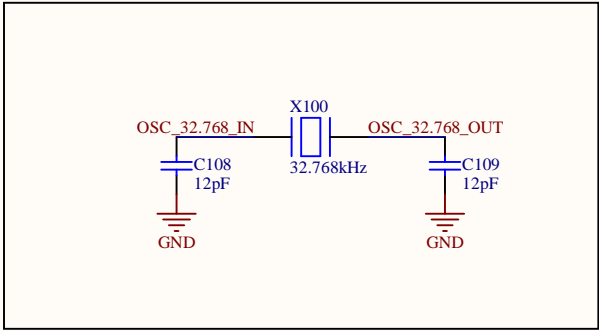 X100
OSC_32.768_IN
OSC_32.768_OUT
32.768kHz
C108
12pF
C109
12pF
GND
GND